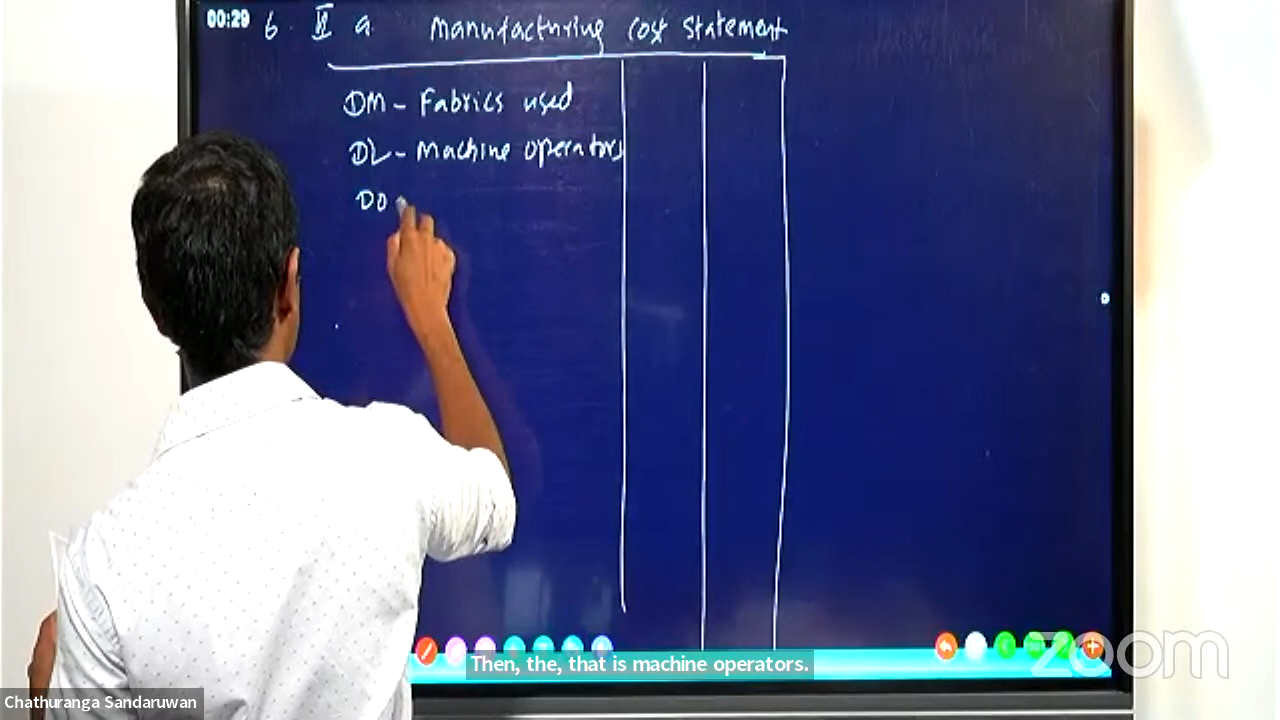 00:29 6. VI a. Manufacturing cost statement
DM - Fabrics used
DL - Machine operators
DO
Then, the, that is machine operators.
zoom
Chathuranga Sandaruwan